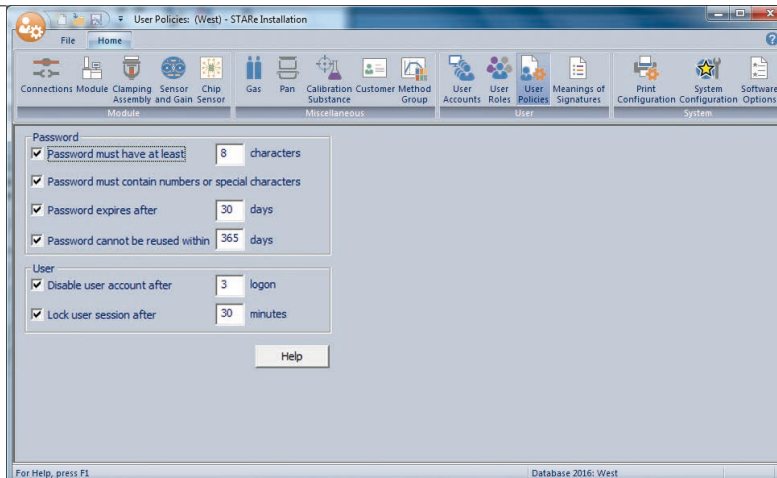 User Policies: (West) - STARe Installation
File Home
Connections Module Clamping Assembly Sensor and Gain Chip Sensor Gas Pan Calibration Substance Customer Method Group User Accounts User Roles User Policies Meanings of Signatures Print Configuration System Configuration Software Options
Module Miscellaneous User System
Password
Password must have at least 8 characters
Password must contain numbers or special characters
Password expires after 30 days
Password cannot be reused within 365 days
User
Disable user account after 3 logon
Lock user session after 30 minutes
Help
For Help, press F1 Database 2016: West